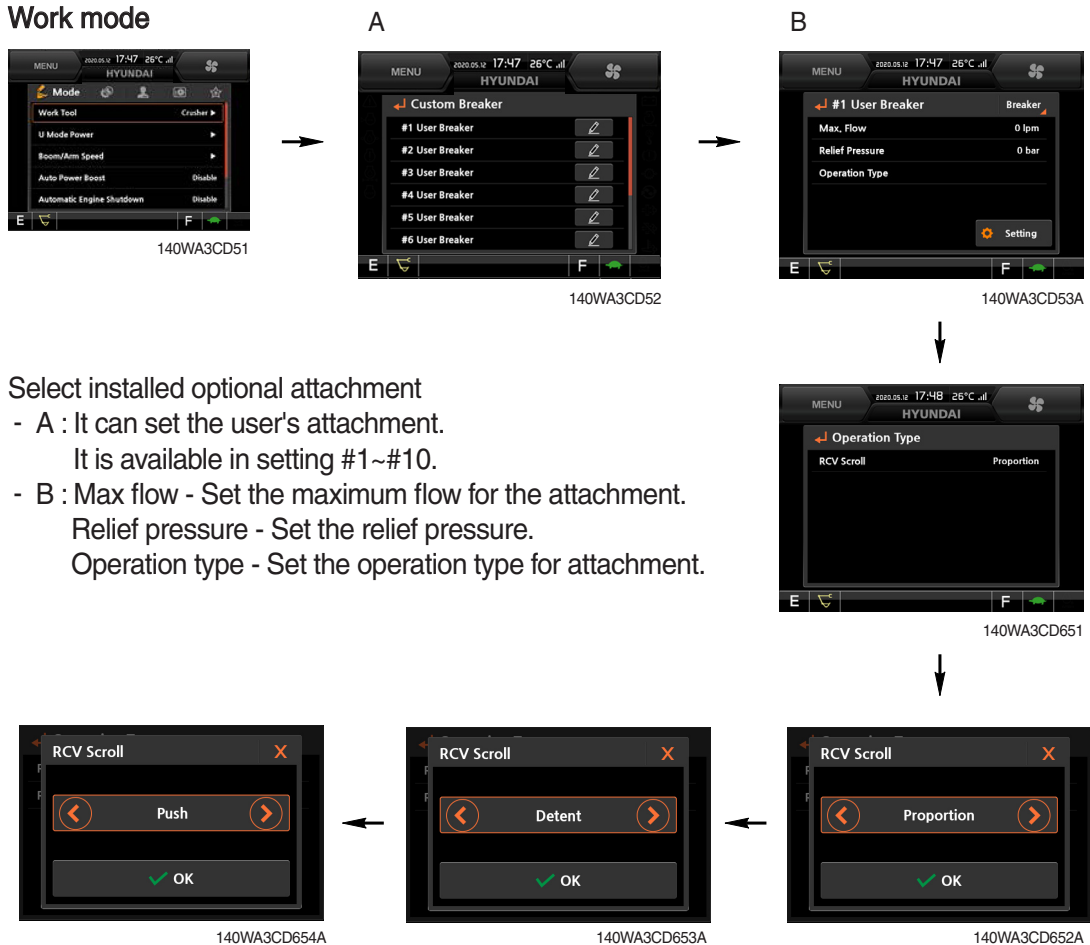 Work mode
A
B
MENU
2020.05.12 17:47 26°C
HYUNDAI
Mode
Work Tool Crusher
U Mode Power
Boom/Arm Speed
Auto Power Boost Disable
Automatic Engine Shutdown Disable
E F
140WA3CD51
MENU
2020.05.12 17:47 26°C
HYUNDAI
Custom Breaker
#1 User Breaker
#2 User Breaker
#3 User Breaker
#4 User Breaker
#5 User Breaker
#6 User Breaker
E F
140WA3CD52
MENU
2020.05.12 17:47 26°C
HYUNDAI
#1 User Breaker Breaker
Max. Flow 0 lpm
Relief Pressure 0 bar
Operation Type
Setting
E F
140WA3CD53A
Select installed optional attachment
- A : It can set the user's attachment.
It is available in setting #1~#10.
- B : Max flow - Set the maximum flow for the attachment.
Relief pressure - Set the relief pressure.
Operation type - Set the operation type for attachment.
MENU
2020.05.12 17:48 26°C
HYUNDAI
Operation Type
RCV Scroll Proportion
E F
140WA3CD651
RCV Scroll X
Push
OK
140WA3CD654A
RCV Scroll X
Detent
OK
140WA3CD653A
RCV Scroll X
Proportion
OK
140WA3CD652A